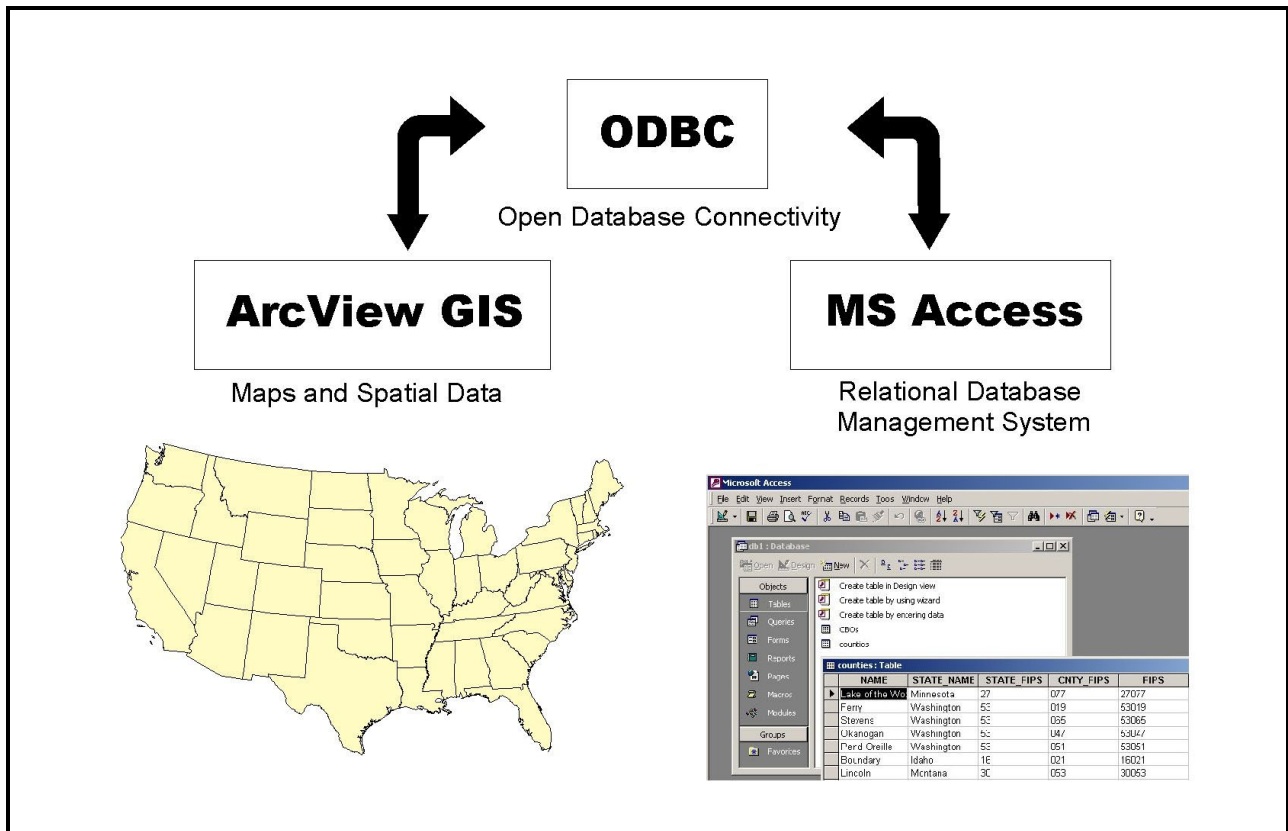 ODBC
Open Database Connectivity
ArcView GIS
Maps and Spatial Data
MS Access
Relational Database
Management System
Microsoft Access
File Edit View Insert Format Records Tools Window Help
db1 : Database
Open Design New
Objects
Tables
Queries
Forms
Reports
Pages
Macros
Modules
Groups
Favorites
Create table in Design view
Create table by using wizard
Create table by entering data
CBOs
counties
counties : Table
NAME STATE_NAME STATE_FIPS CNTY_FIPS FIPS
Lake of the Wo Minnesota 27 077 27077
Ferry Washington 53 019 53019
Stevens Washington 53 065 53065
Okanogan Washington 53 047 53047
Pend Oreille Washington 53 051 53051
Boundary Idaho 16 021 16021
Lincoln Montana 30 053 30053